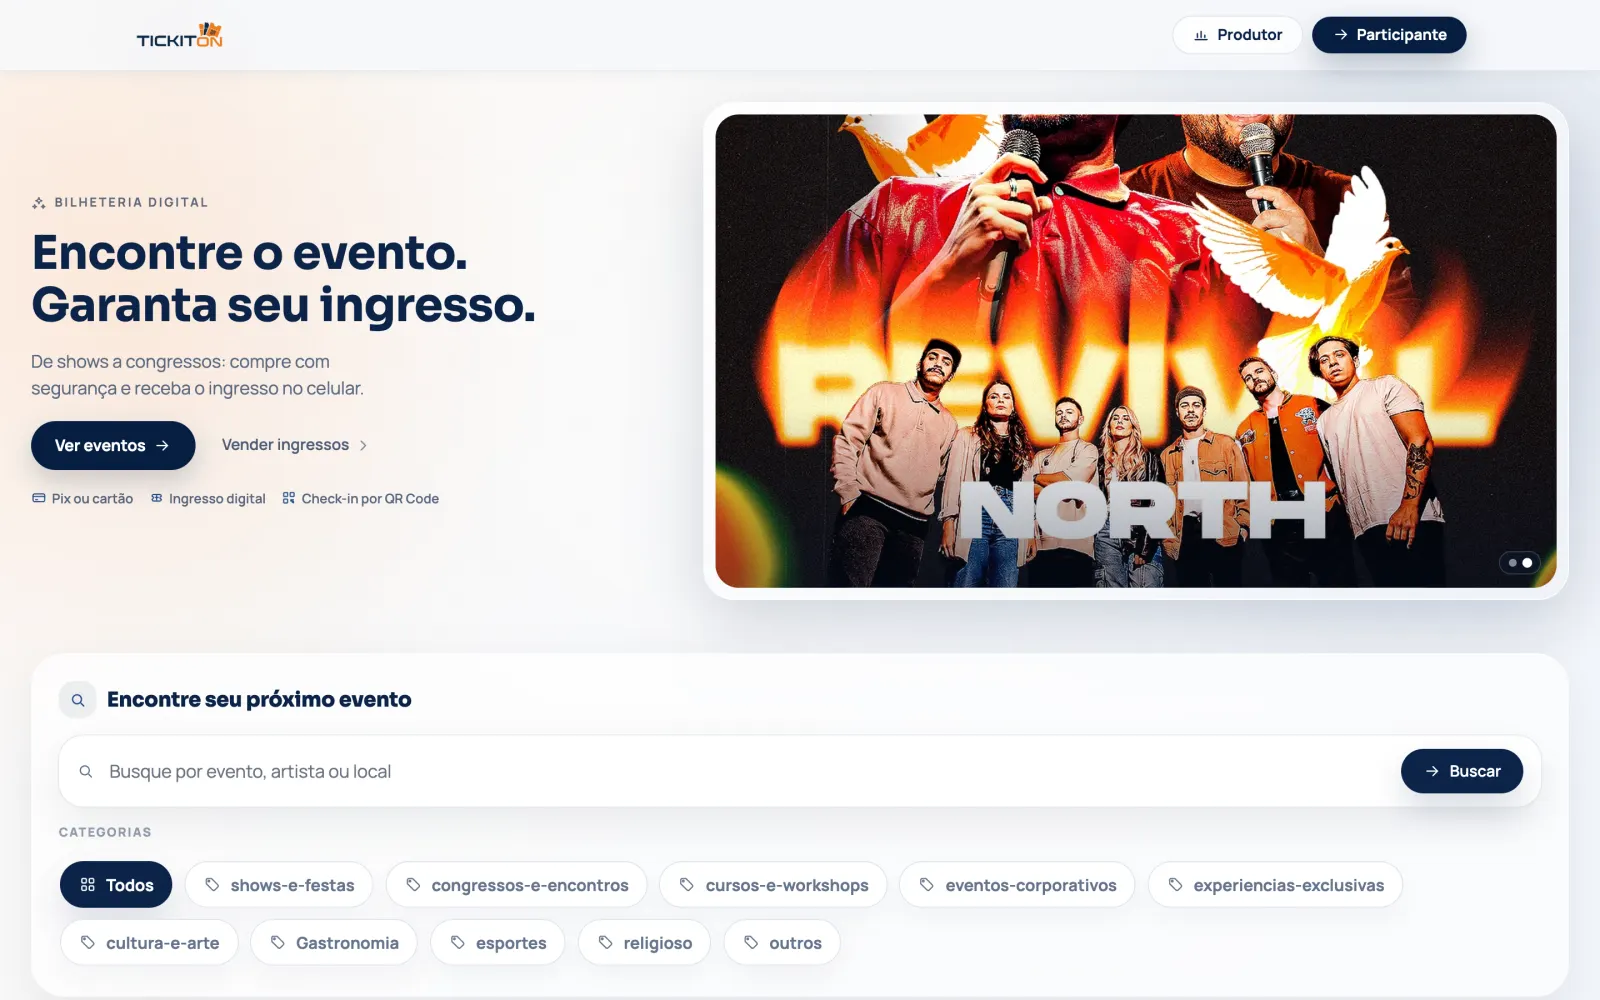 TICKITON
Produtor
Participante
BILHETERIA DIGITAL
Encontre o evento.
Garanta seu ingresso.
De shows a congressos: compre com
segurança e receba o ingresso no celular.
Ver eventos
Vender ingressos
Pix ou cartão
Ingresso digital
Check-in por QR Code
REVIVAL
NORTH
Encontre seu próximo evento
Busque por evento, artista ou local
Buscar
CATEGORIAS
Todos
shows-e-festas
congressos-e-encontros
cursos-e-workshops
eventos-corporativos
experiencias-exclusivas
cultura-e-arte
Gastronomia
esportes
religioso
outros